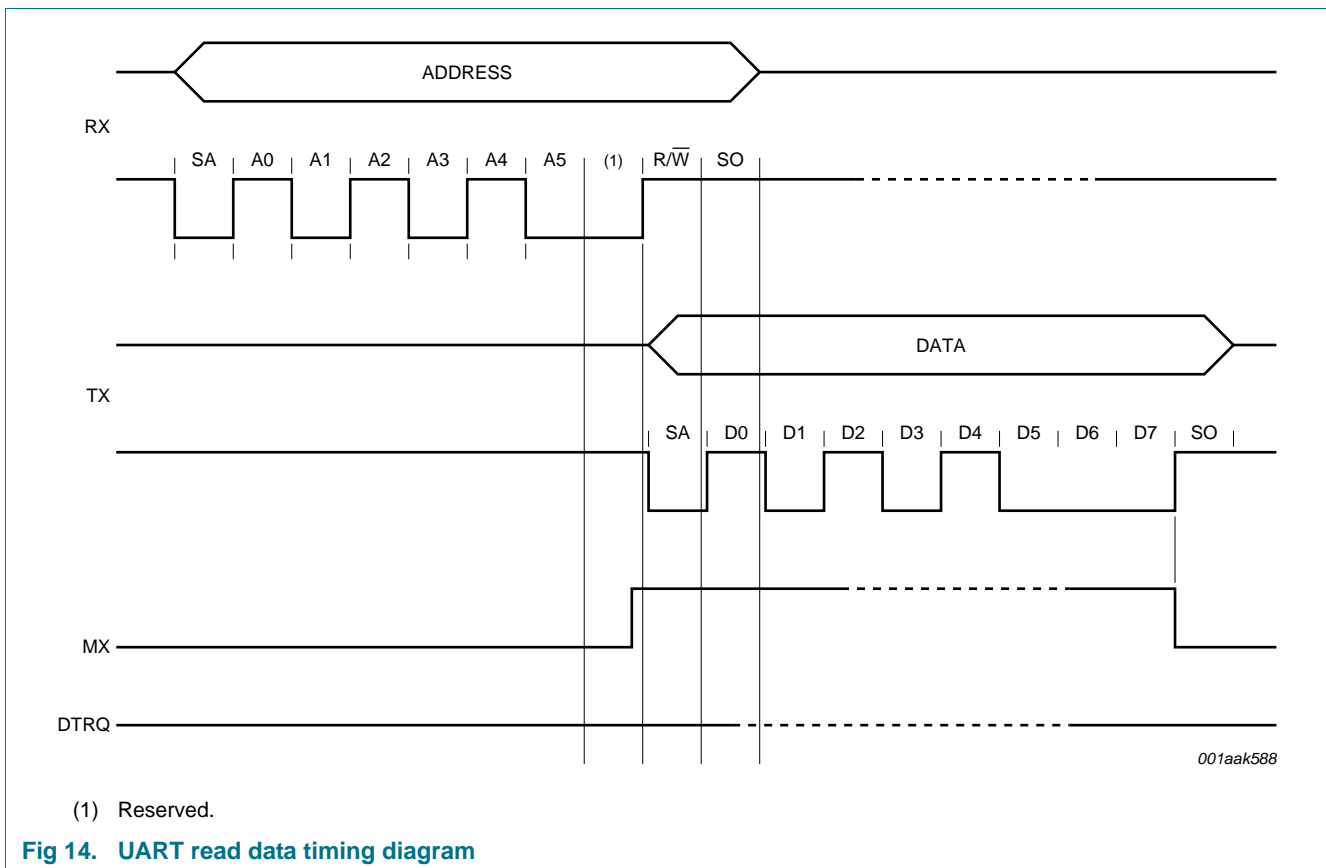 ADDRESS
RX
SA A0 A1 A2 A3 A4 A5 (1) R/W̅ SO
DATA
TX
SA D0 D1 D2 D3 D4 D5 D6 D7 SO
MX
DTRQ
001aak588
(1) Reserved.
Fig 14. UART read data timing diagram